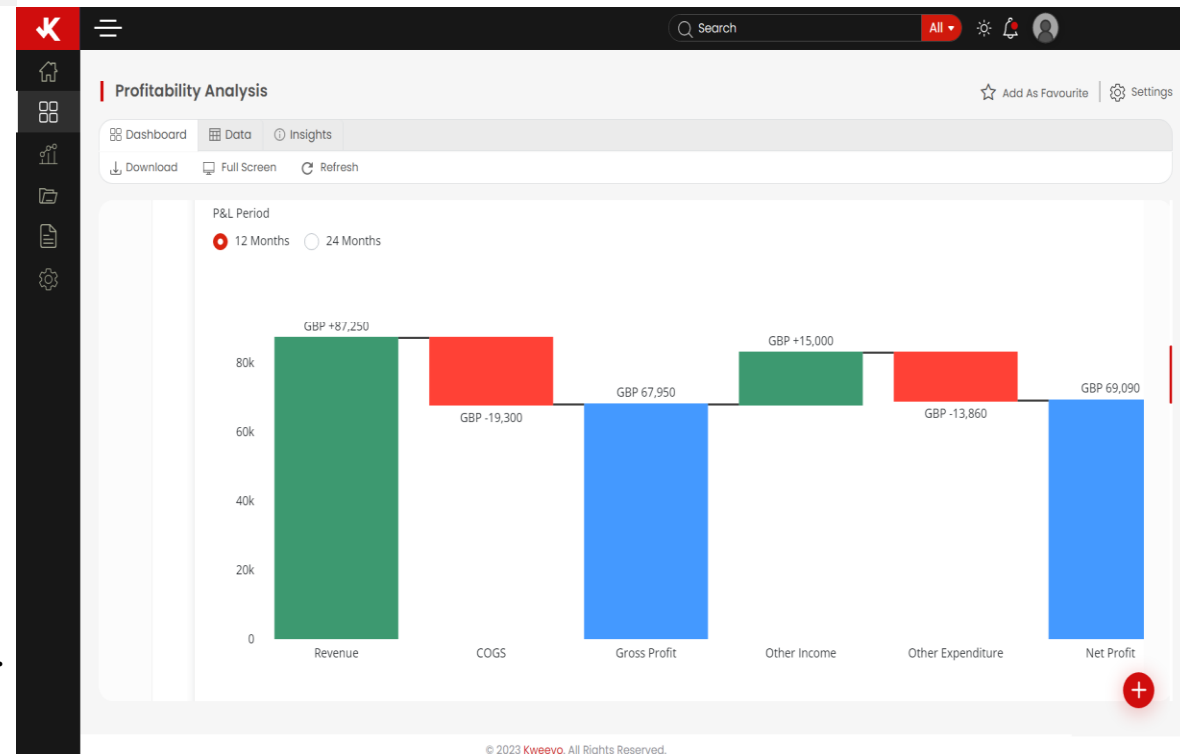 Search
All
Profitability Analysis
Add As Favourite
Settings
Dashboard
Data
Insights
Download
Full Screen
Refresh
P&L Period
12 Months
24 Months
GBP +87,250
GBP +15,000
GBP 67,950
GBP 69,090
GBP -19,300
GBP -13,860
80k
60k
40k
20k
0
Revenue
COGS
Gross Profit
Other Income
Other Expenditure
Net Profit
© 2023 Kweevo. All Rights Reserved.